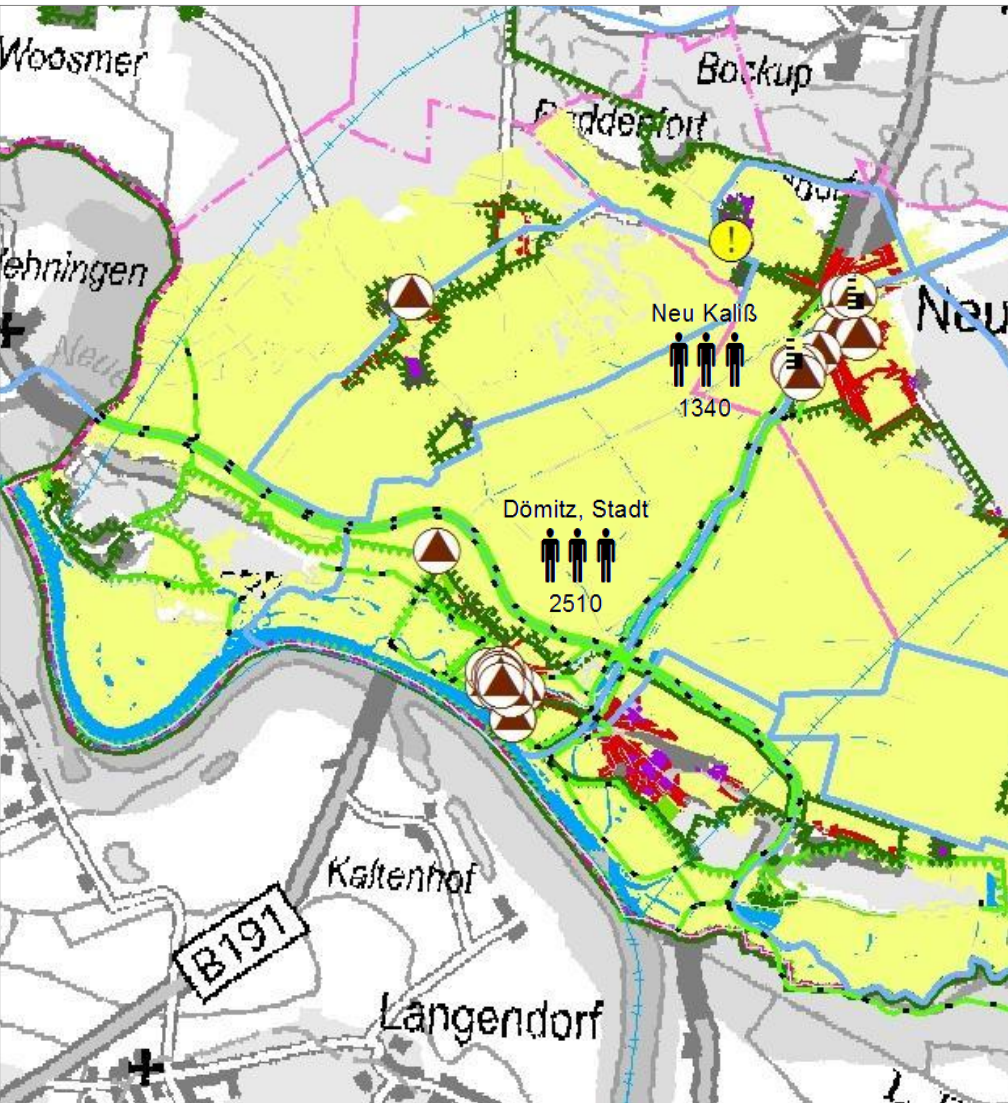 Woosmer
Bockup
Neu
Neu Kaliß
1340
Dömitz, Stadt
2510
Kaltenhof
B191
Langendorf